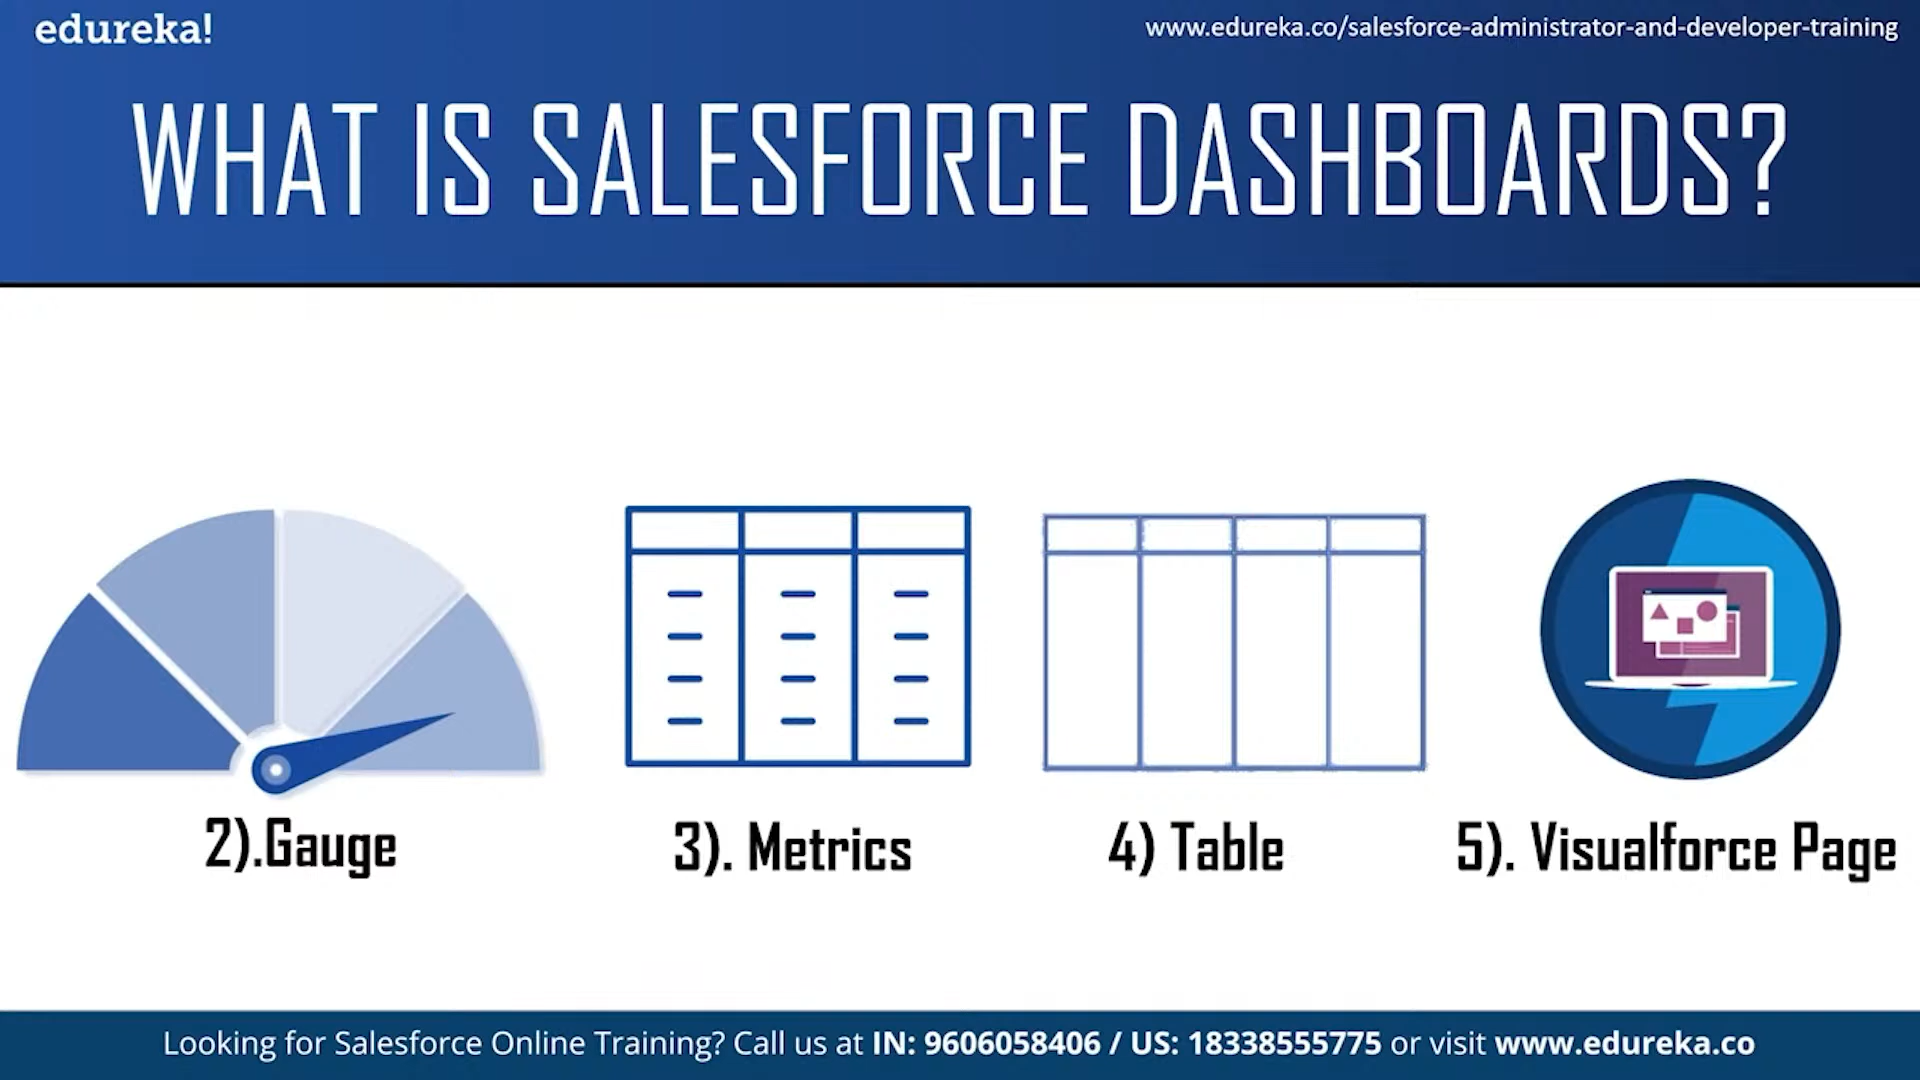 edureka!
www.edureka.co/salesforce-administrator-and-developer-training
WHAT IS SALESFORCE DASHBOARDS?
2).Gauge
3). Metrics
4) Table
5). Visualforce Page
Looking for Salesforce Online Training? Call us at IN: 9606058406 / US: 18338555775 or visit www.edureka.co